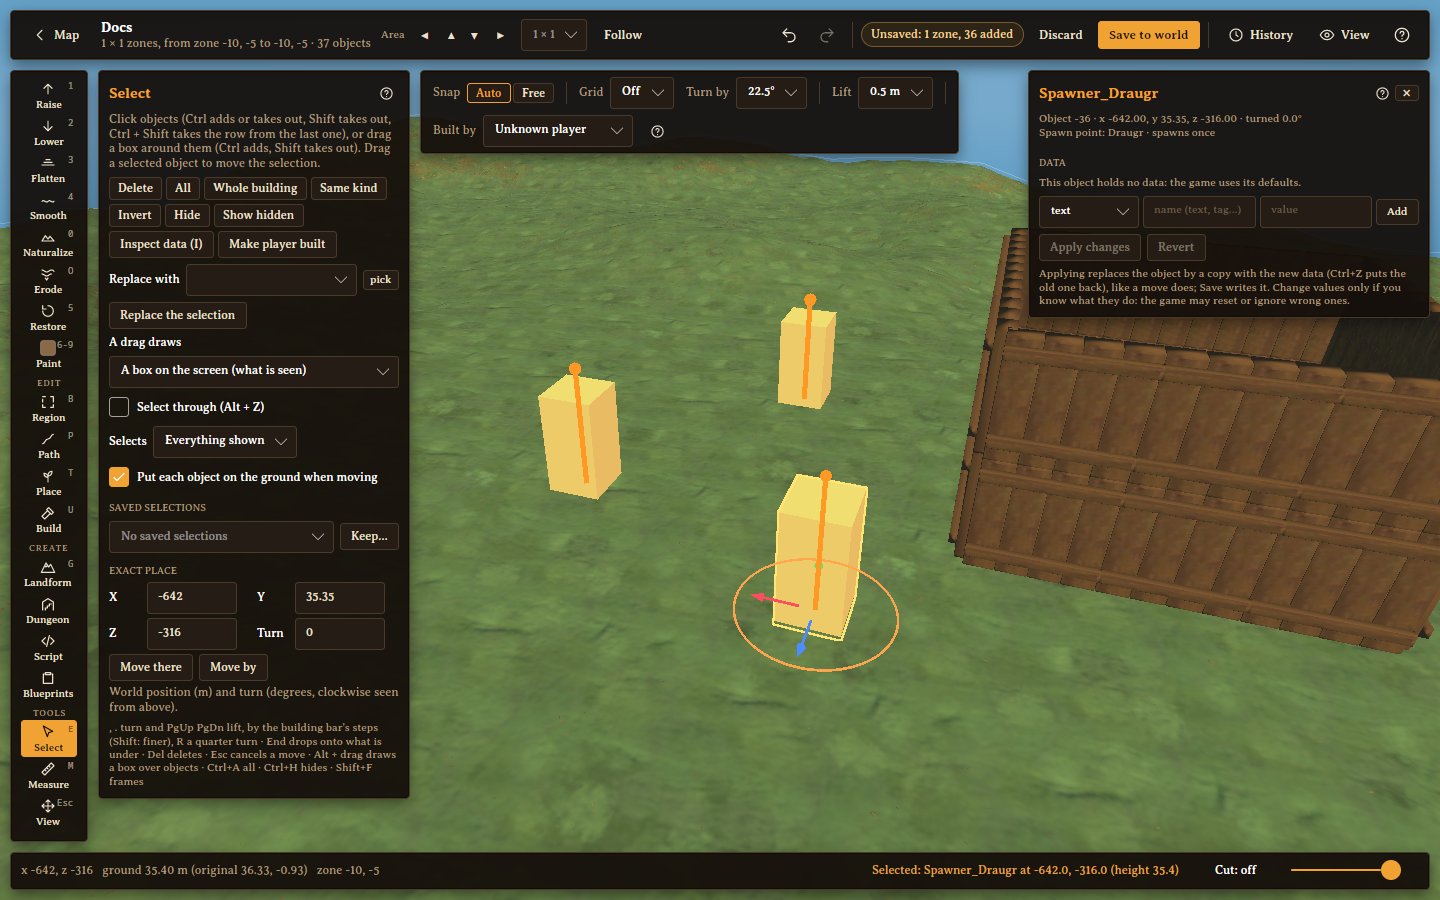 Map
Docs
1 × 1 zones, from zone -10, -5 to -10, -5 · 37 objects
Area
1 × 1
Follow
Unsaved: 1 zone, 36 added
Discard
Save to world
History
View
1
Raise
2
Lower
3
Flatten
4
Smooth
0
Naturalize
O
Erode
5
Restore
6-9
Paint
EDIT
B
Region
P
Path
T
Place
U
Build
CREATE
G
Landform
Dungeon
Script
Blueprints
TOOLS
E
Select
M
Measure
Esc
View
Select
Click objects (Ctrl adds or takes out, Shift takes out,
Ctrl + Shift takes the row from the last one), or drag
a box around them (Ctrl adds, Shift takes out). Drag
a selected object to move the selection.
Delete All Whole building Same kind
Invert Hide Show hidden
Inspect data (I) Make player built
Replace with pick
Replace the selection
A drag draws
A box on the screen (what is seen)
Select through (Alt + Z)
Selects Everything shown
Put each object on the ground when moving
SAVED SELECTIONS
No saved selections Keep...
EXACT PLACE
X -642 Y 35.35
Z -316 Turn 0
Move there Move by
World position (m) and turn (degrees, clockwise seen
from above).
, . turn and PgUp PgDn lift, by the building bar's steps
(Shift: finer), R a quarter turn · End drops onto what is
under · Del deletes · Esc cancels a move · Alt + drag draws
a box over objects · Ctrl+A all · Ctrl+H hides · Shift+F
frames
Snap Auto Free Grid Off Turn by 22.5° Lift 0.5 m
Built by Unknown player
Spawner_Draugr
Object -36 · x -642.00, y 35.35, z -316.00 · turned 0.0°
Spawn point: Draugr · spawns once
DATA
This object holds no data: the game uses its defaults.
text name (text, tag...) value Add
Apply changes Revert
Applying replaces the object by a copy with the new data (Ctrl+Z puts the
old one back), like a move does; Save writes it. Change values only if you
know what they do: the game may reset or ignore wrong ones.
x -642, z -316 ground 35.40 m (original 36.33, -0.93) zone -10, -5
Selected: Spawner_Draugr at -642.0, -316.0 (height 35.4)
Cut: off